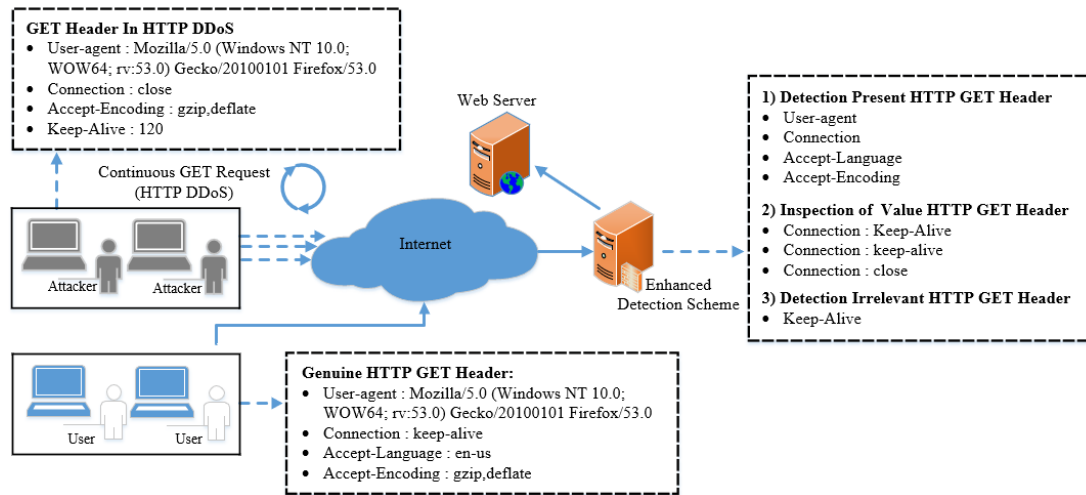 GET Header In HTTP DDoS
• User-agent : Mozilla/5.0 (Windows NT 10.0;
WOW64; rv:53.0) Gecko/20100101 Firefox/53.0
• Connection : close
• Accept-Encoding : gzip,deflate
• Keep-Alive : 120
Continuous GET Request
(HTTP DDoS)
Attacker
Attacker
Internet
Web Server
Enhanced
Detection Scheme
1) Detection Present HTTP GET Header
• User-agent
• Connection
• Accept-Language
• Accept-Encoding
2) Inspection of Value HTTP GET Header
• Connection : Keep-Alive
• Connection : keep-alive
• Connection : close
3) Detection Irrelevant HTTP GET Header
• Keep-Alive
User
User
Genuine HTTP GET Header:
• User-agent : Mozilla/5.0 (Windows NT 10.0;
WOW64; rv:53.0) Gecko/20100101 Firefox/53.0
• Connection : keep-alive
• Accept-Language : en-us
• Accept-Encoding : gzip,deflate